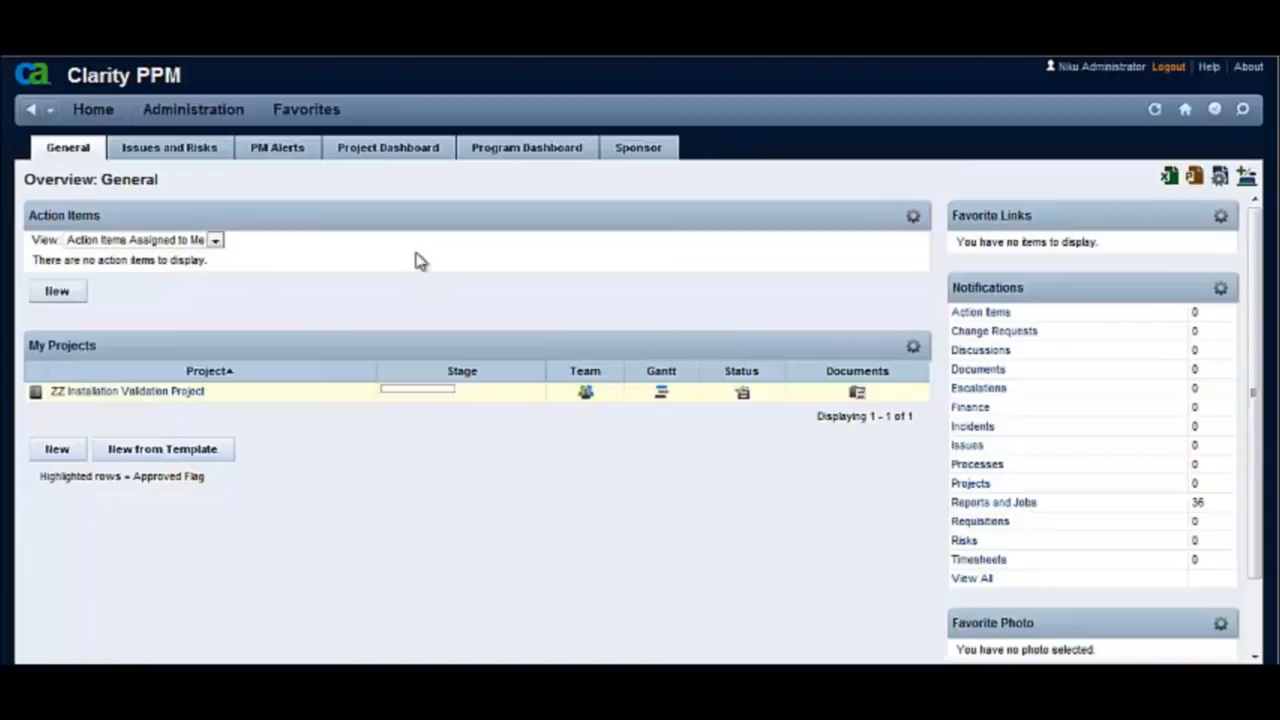 ca Clarity PPM
Niku Administrator Logout | Help | About
Home Administration Favorites
General Issues and Risks PM Alerts Project Dashboard Program Dashboard Sponsor
Overview: General
Action Items
View: Action Items Assigned to Me
There are no action items to display.
New
My Projects
Project Stage Team Gantt Status Documents
ZZ Installation Validation Project
Displaying 1 - 1 of 1
New New from Template
Highlighted rows = Approved Flag
Favorite Links
You have no items to display.
Notifications
Action Items 0
Change Requests 0
Discussions 0
Documents 0
Escalations 0
Finance 0
Incidents 0
Issues 0
Processes 0
Projects 0
Reports and Jobs 36
Requisitions 0
Risks 0
Timesheets 0
View All
Favorite Photo
You have no photo selected.